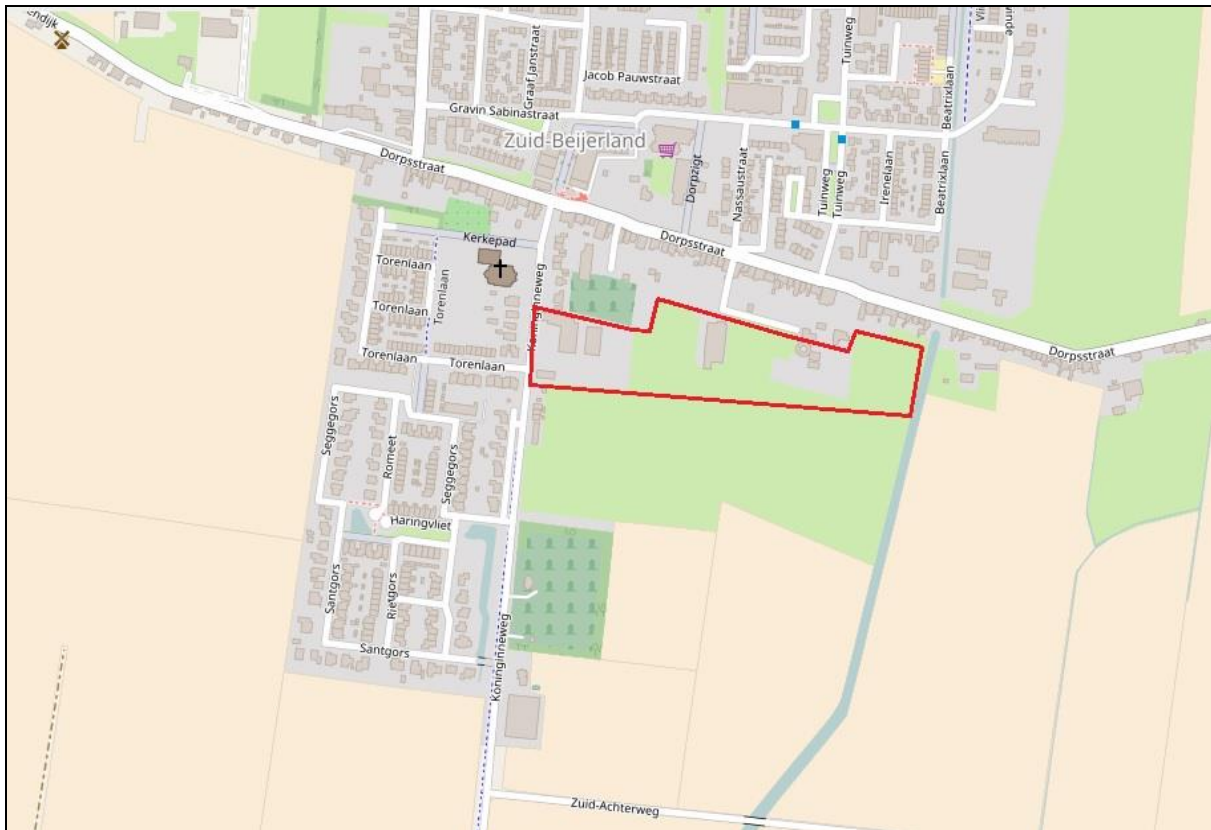 endijk
Graaf Janstraat
Jacob Pauwstraat
Tuinweg
Beatrixlaan
Gravin Sabinastraat
Zuid-Beijerland
Dorpsstraat
Dorpzigt
Nassaustraat
Tuinweg
Tuinweg
Irenelaan
Beatrixlaan
Kerkepad
Dorpsstraat
Torenlaan
Torenlaan
Torenlaan
Koninginneweg
Torenlaan
Torenlaan
Dorpsstraat
Seggegors
Romeet
Seggegors
Haringvliet
Santgors
Rietgors
Santgors
Koninginneweg
Zuid-Achterweg